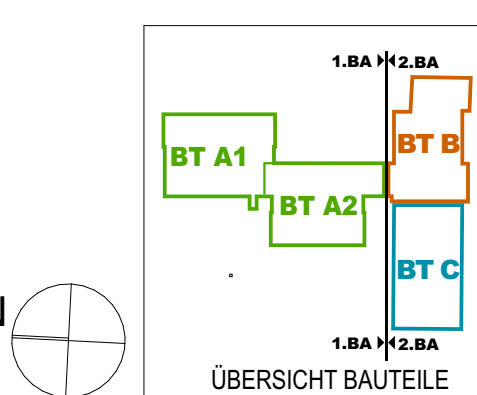 1.BA 2.BA
BT A1
BT B
BT A2
BT C
N
1.BA 2.BA
ÜBERSICHT BAUTEILE